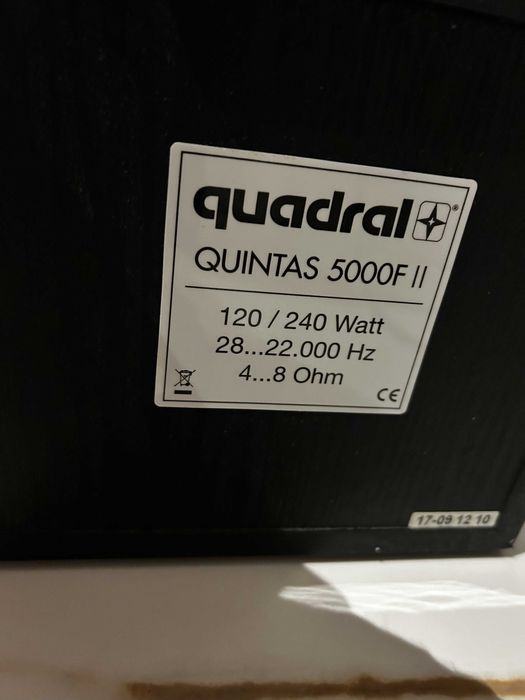 quadral
QUINTAS 5000F II
120 / 240 Watt
28...22.000 Hz
4...8 Ohm
CE
17-09 12 10